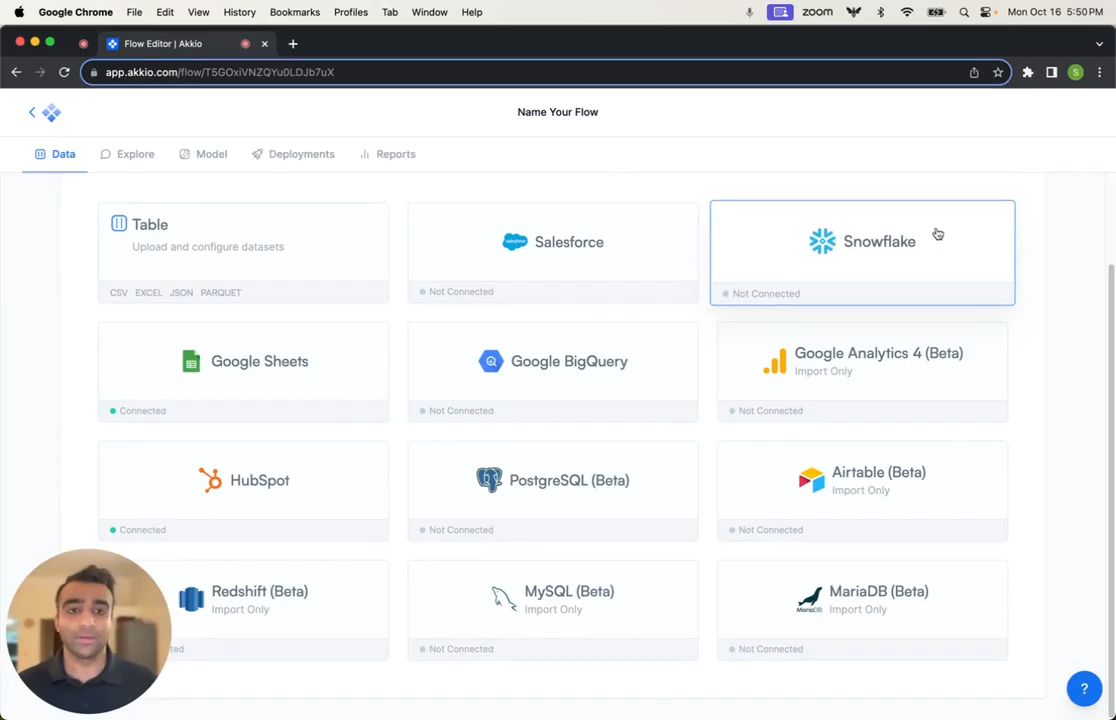 Google Chrome File Edit View History Bookmarks Profiles Tab Window Help zoom Mon Oct 16 5:50PM
Flow Editor | Akkio
app.akkio.com/flow/T5GOxiVNZQYu0LDJb7uX S
Name Your Flow
Data Explore Model Deployments Reports
Table
Upload and configure datasets
CSV EXCEL JSON PARQUET
salesforce Salesforce
Not Connected
Snowflake
Not Connected
Google Sheets
Connected
Google BigQuery
Not Connected
Google Analytics 4 (Beta)
Import Only
Not Connected
HubSpot
Connected
PostgreSQL (Beta)
Not Connected
Airtable (Beta)
Import Only
Not Connected
Redshift (Beta)
Import Only
ted
MySQL (Beta)
Import Only
Not Connected
MariaDB MariaDB (Beta)
Import Only
Not Connected
?